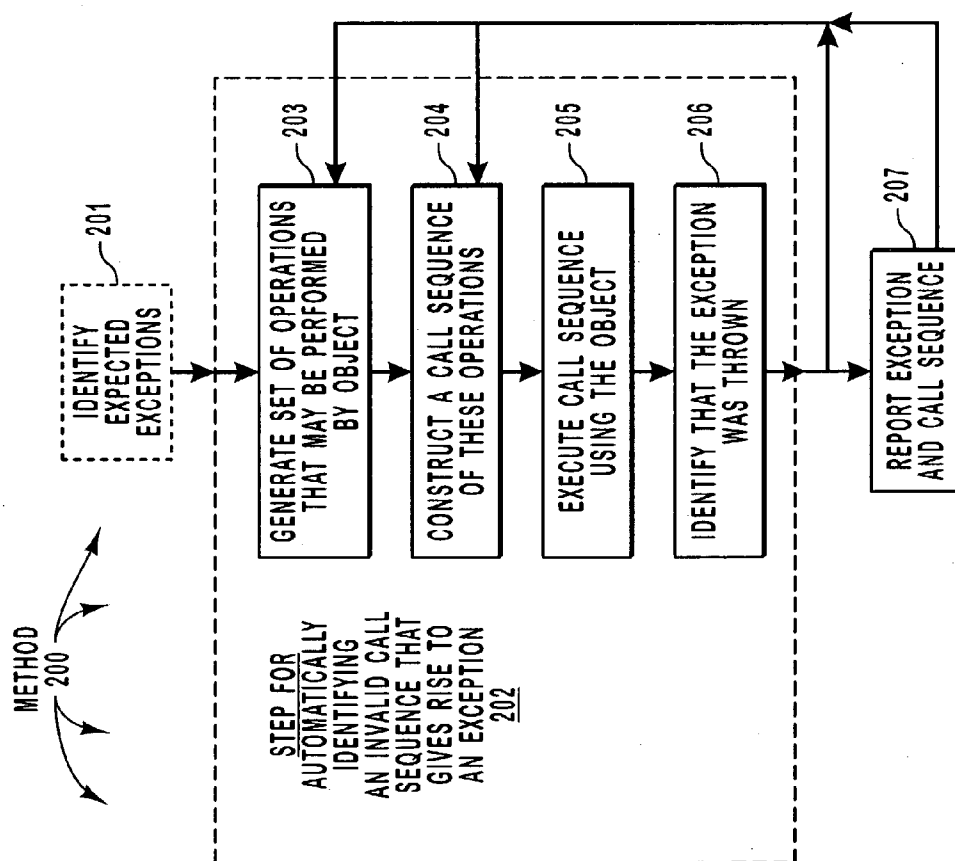 METHOD
200
IDENTIFY
EXPECTED
EXCEPTIONS
201
STEP FOR
AUTOMATICALLY
IDENTIFYING
AN INVALID CALL
SEQUENCE THAT
GIVES RISE TO
AN EXCEPTION
202
GENERATE SET OF OPERATIONS
THAT MAY BE PERFORMED
BY OBJECT
203
CONSTRUCT A CALL SEQUENCE
OF THESE OPERATIONS
204
EXECUTE CALL SEQUENCE
USING THE OBJECT
205
IDENTIFY THAT THE EXCEPTION
WAS THROWN
206
REPORT EXCEPTION
AND CALL SEQUENCE
207